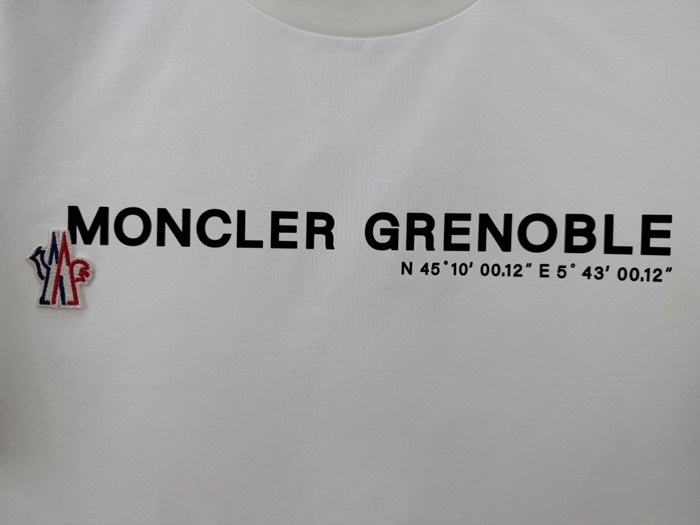 MONCLER GRENOBLE
N 45°10' 00.12" E 5° 43' 00.12"